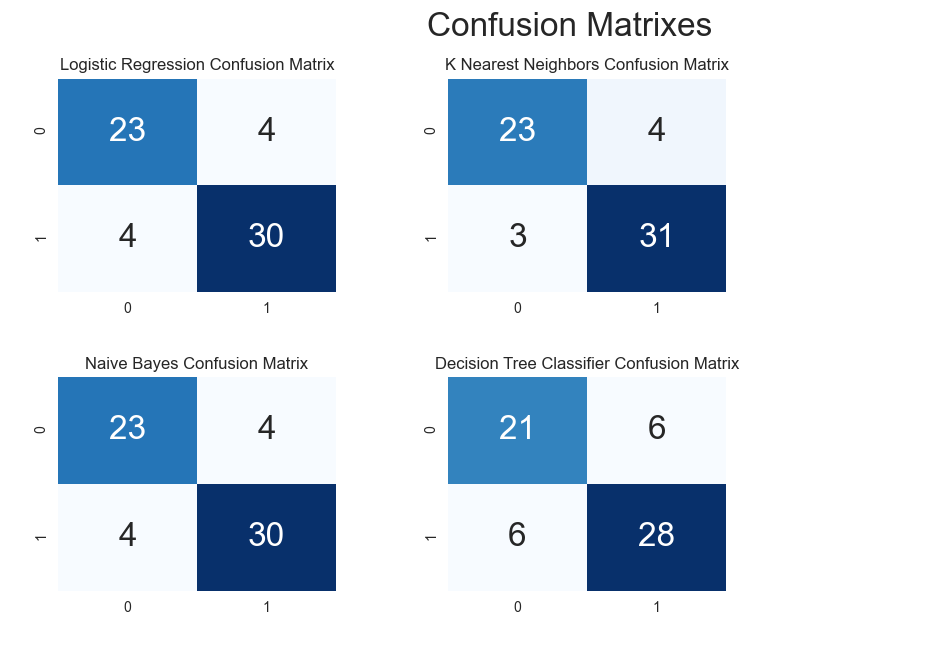 Confusion Matrixes
Logistic Regression Confusion Matrix
0 23 4
1 4 30
0 1
K Nearest Neighbors Confusion Matrix
0 23 4
1 3 31
0 1
Naive Bayes Confusion Matrix
0 23 4
1 4 30
0 1
Decision Tree Classifier Confusion Matrix
0 21 6
1 6 28
0 1